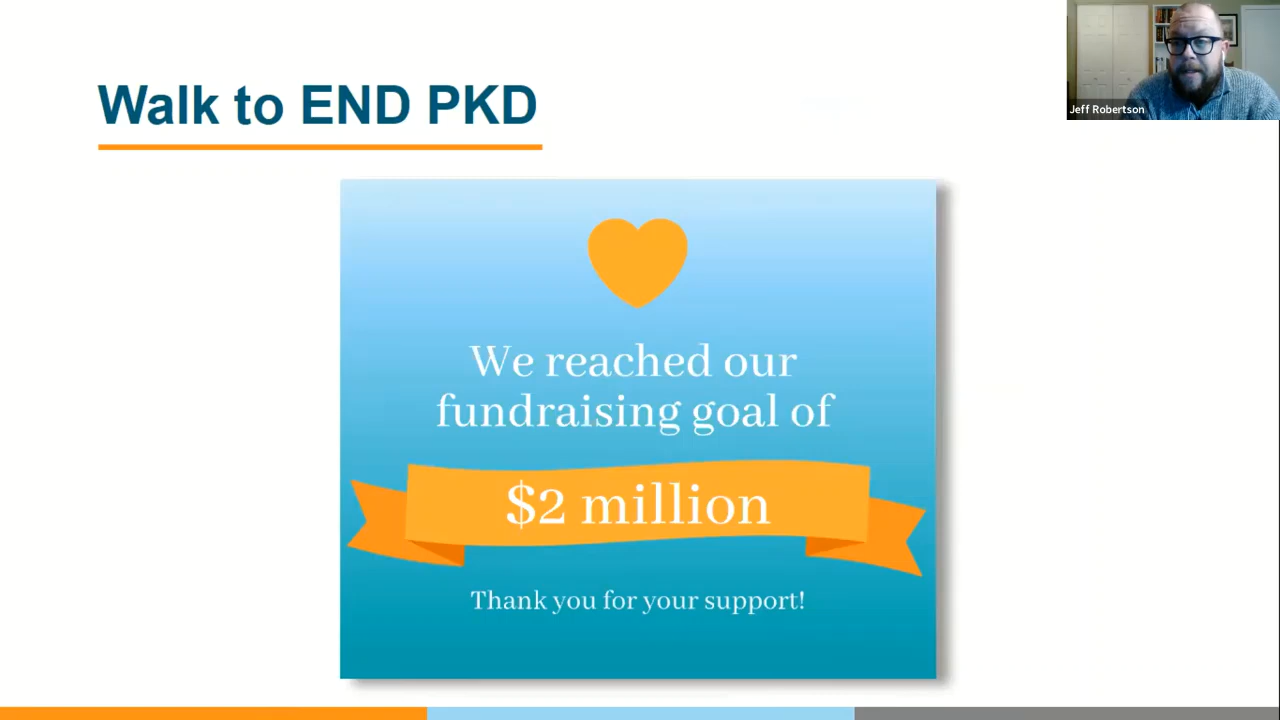 Walk to END PKD
Jeff Robertson
We reached our
fundraising goal of
$2 million
Thank you for your support!